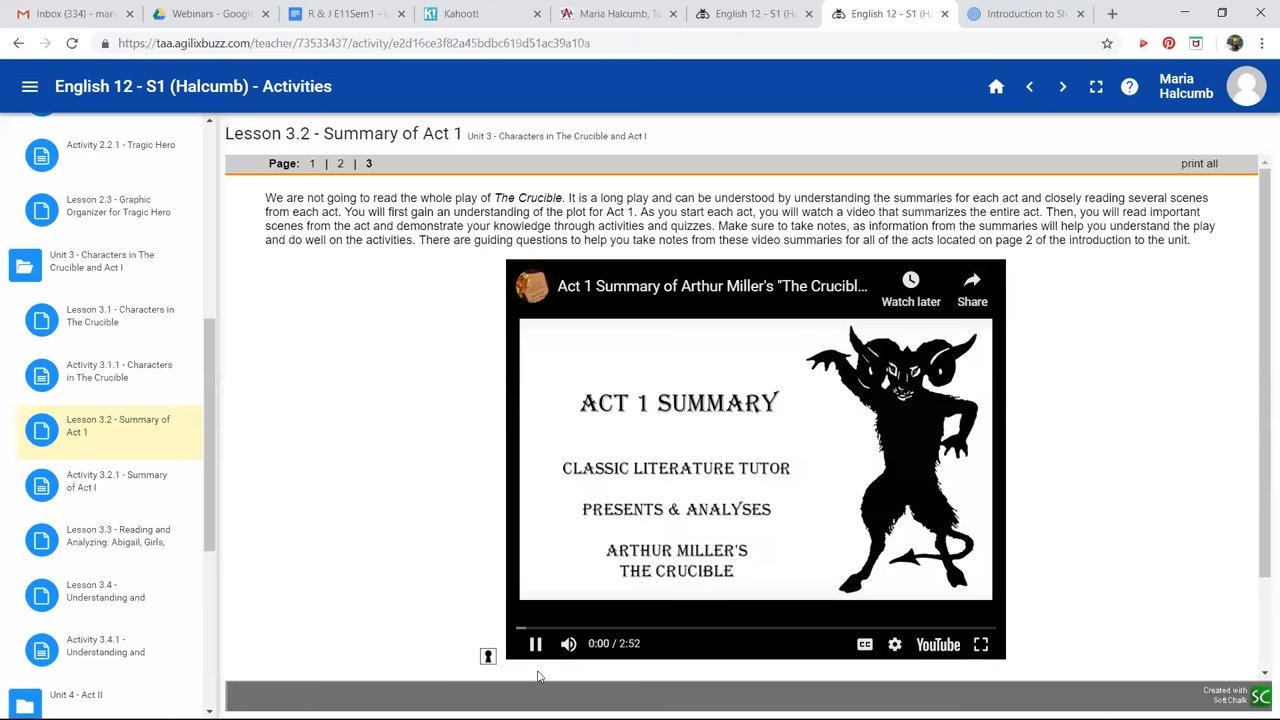 Inbox (334) - maria
Webinars - Google
R & J E11Sem1 - G
Kahoot!
Maria Halcumb, Te
English 12 - S1 (H
English 12 - S1 (H
Introduction to Sh
https://taa.agilixbuzz.com/teacher/73533437/activity/e2d16ce3f82a45bdbc619d51ac39a10a
English 12 - S1 (Halcumb) - Activities
Maria
Halcumb
Activity 2.2.1 - Tragic Hero
Lesson 2.3 - Graphic
Organizer for Tragic Hero
Unit 3 - Characters in The
Crucible and Act I
Lesson 3.1 - Characters in
The Crucible
Activity 3.1.1 - Characters
in The Crucible
Lesson 3.2 - Summary of
Act 1
Activity 3.2.1 - Summary
of Act I
Lesson 3.3 - Reading and
Analyzing: Abigail, Girls,
Lesson 3.4 -
Understanding and
Activity 3.4.1 -
Understanding and
Unit 4 - Act II
Lesson 3.2 - Summary of Act 1 Unit 3 - Characters in The Crucible and Act I
Page: 1 | 2 | 3
print all
We are not going to read the whole play of The Crucible. It is a long play and can be understood by understanding the summaries for each act and closely reading several scenes
from each act. You will first gain an understanding of the plot for Act 1. As you start each act, you will watch a video that summarizes the entire act. Then, you will read important
scenes from the act and demonstrate your knowledge through activities and quizzes. Make sure to take notes, as information from the summaries will help you understand the play
and do well on the activities. There are guiding questions to help you take notes from these video summaries for all of the acts located on page 2 of the introduction to the unit.
Act 1 Summary of Arthur Miller's "The Crucibl...
Watch later
Share
ACT 1 SUMMARY
CLASSIC LITERATURE TUTOR
PRESENTS & ANALYSES
ARTHUR MILLER'S
THE CRUCIBLE
0:00 / 2:52
CC
YouTube
Created with
SoftChalk
SC